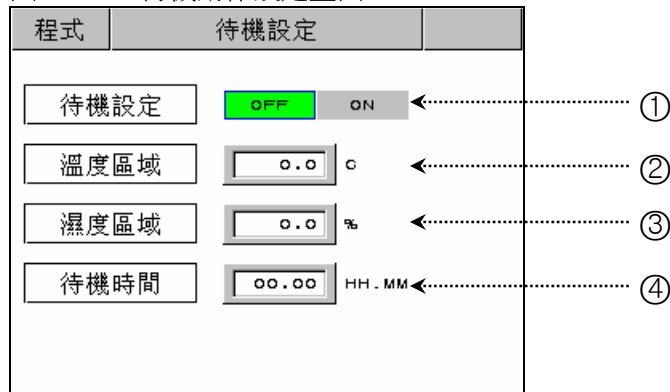 程式 待機設定
待機設定 OFF ON ①
溫度區域 0.0 C ②
濕度區域 0.0 % ③
待機時間 00.00 HH.MM ④